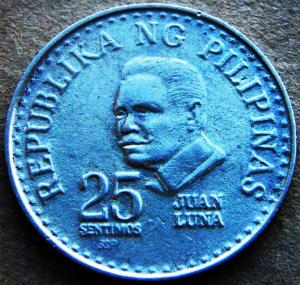 REPUBLIKA NG PILIPINAS
25
SENTIMOS
JUAN
LUNA